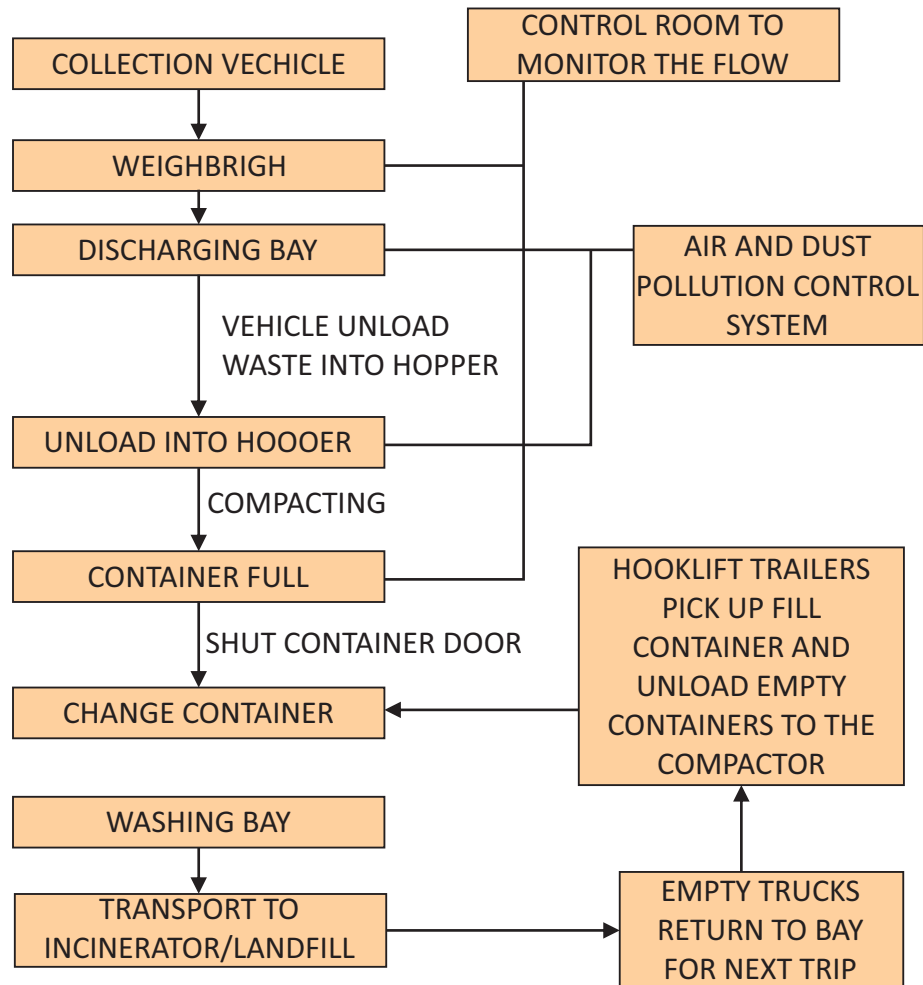 CONTROL ROOM TO
MONITOR THE FLOW
COLLECTION VECHICLE
WEIGHBRIGH
DISCHARGING BAY
AIR AND DUST
POLLUTION CONTROL
SYSTEM
VEHICLE UNLOAD
WASTE INTO HOPPER
UNLOAD INTO HOOOER
COMPACTING
CONTAINER FULL
SHUT CONTAINER DOOR
CHANGE CONTAINER
HOOKLIFT TRAILERS
PICK UP FILL
CONTAINER AND
UNLOAD EMPTY
CONTAINERS TO THE
COMPACTOR
WASHING BAY
TRANSPORT TO
INCINERATOR/LANDFILL
EMPTY TRUCKS
RETURN TO BAY
FOR NEXT TRIP